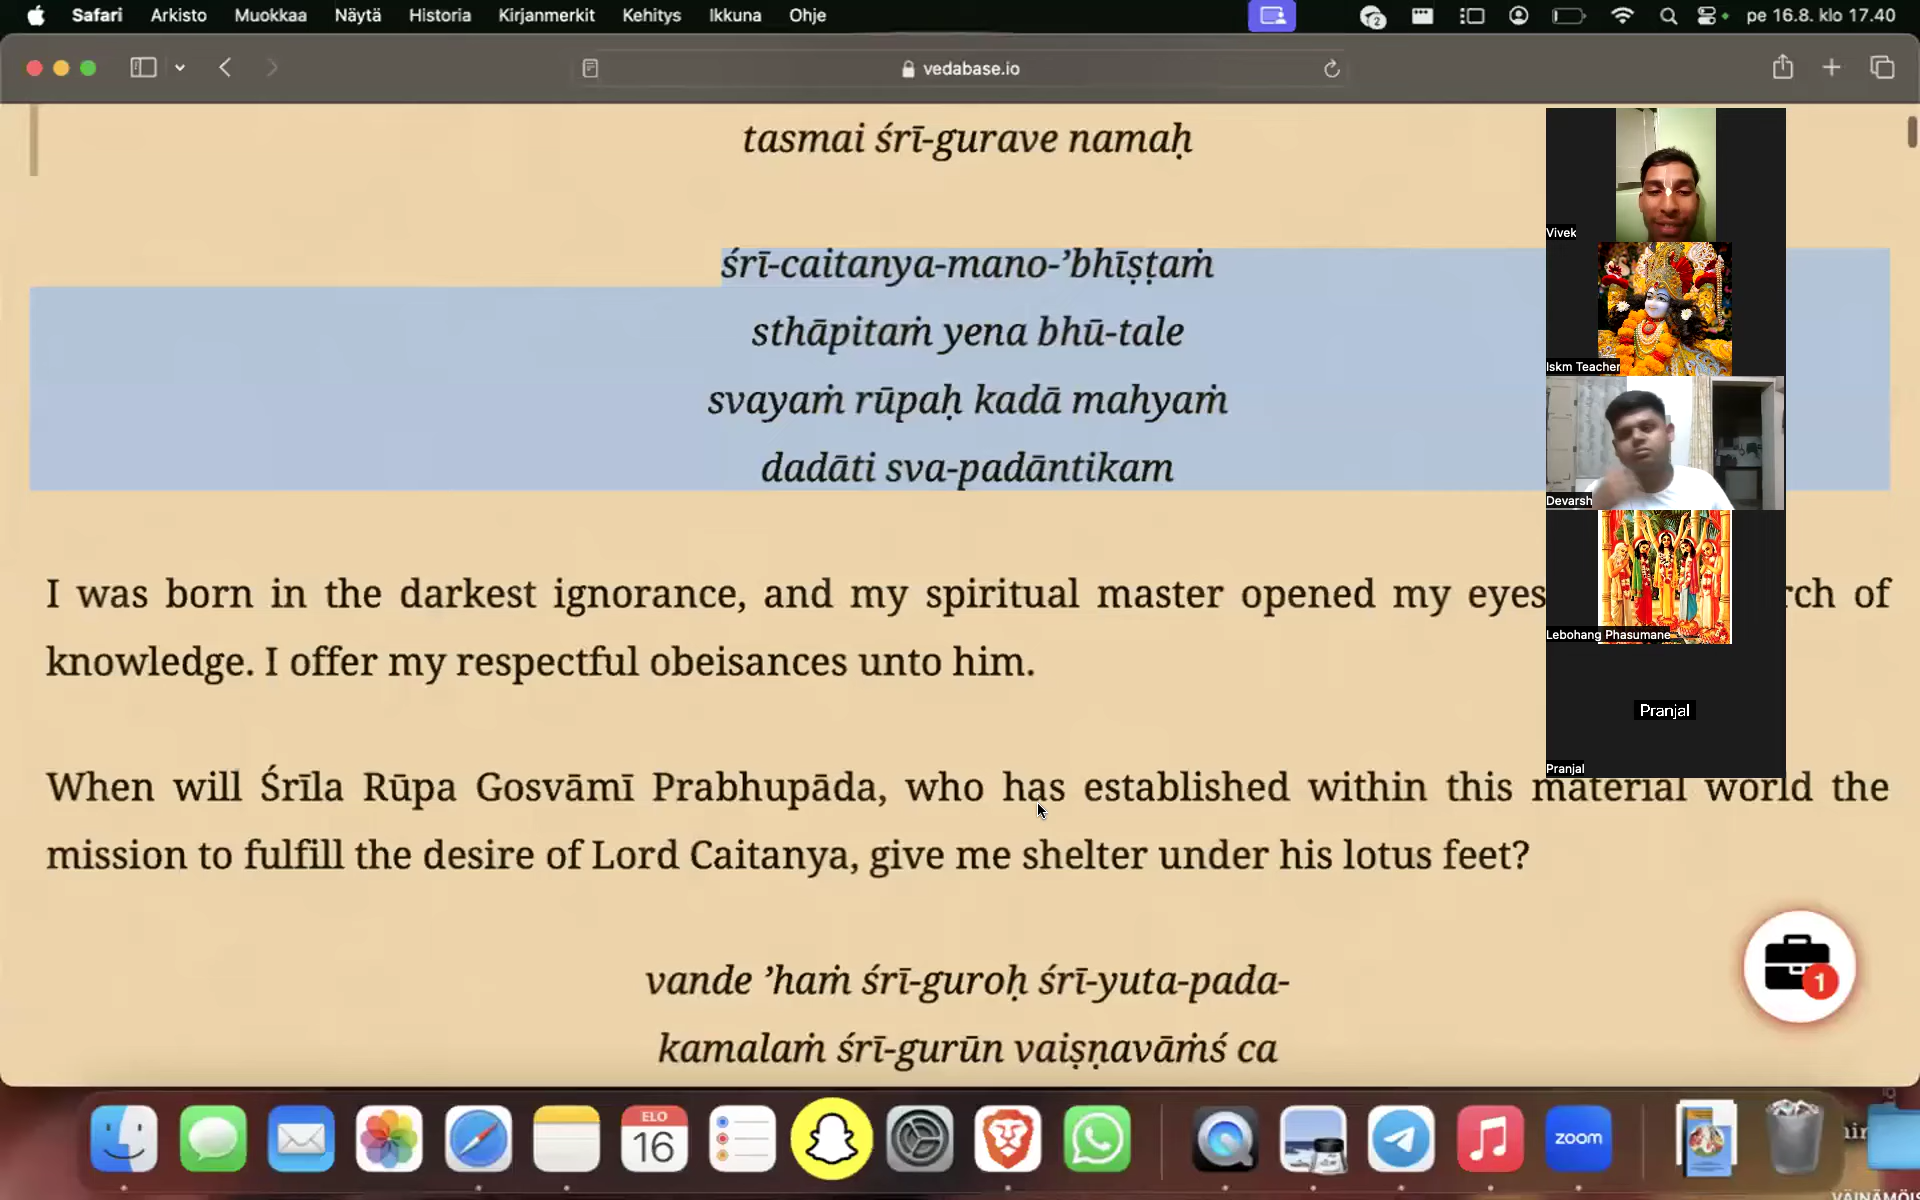 Safari Arkisto Muokkaa Näytä Historia Kirjanmerkit Kehitys Ikkuna Ohje 2 pe 16.8. klo 17.40
vedabase.io
tasmai śrī-gurave namaḥ
śrī-caitanya-mano-’bhīṣṭaṁ
sthāpitaṁ yena bhū-tale
svayaṁ rūpaḥ kadā mahyaṁ
dadāti sva-padāntikam
I was born in the darkest ignorance, and my spiritual master opened my eyes rch of
knowledge. I offer my respectful obeisances unto him.
When will Śrīla Rūpa Gosvāmī Prabhupāda, who has established within this material world the
mission to fulfill the desire of Lord Caitanya, give me shelter under his lotus feet?
vande ’haṁ śrī-guroḥ śrī-yuta-pada-
kamalaṁ śrī-gurūn vaiṣṇavāṁś ca
Vivek
Iskm Teacher
Devarsh
Lebohang Phasumane
Pranjal
Pranjal
1
ELO
16
zoom